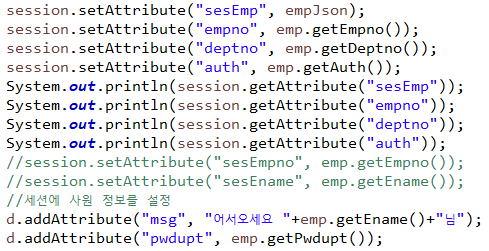 session.setAttribute("sesEmp", empJson);
session.setAttribute("empno", emp.getEmpno());
session.setAttribute("deptno", emp.getDeptno());
session.setAttribute("auth", emp.getAuth());
System.out.println(session.getAttribute("sesEmp"));
System.out.println(session.getAttribute("empno"));
System.out.println(session.getAttribute("deptno"));
System.out.println(session.getAttribute("auth"));
//session.setAttribute("sesEmpno", emp.getEmpno());
//session.setAttribute("sesEname", emp.getEname());
//세션에 사원 정보를 설정
d.addAttribute("msg", "어서오세요 "+emp.getEname()+"님");
d.addAttribute("pwdupt", emp.getPwdupt());